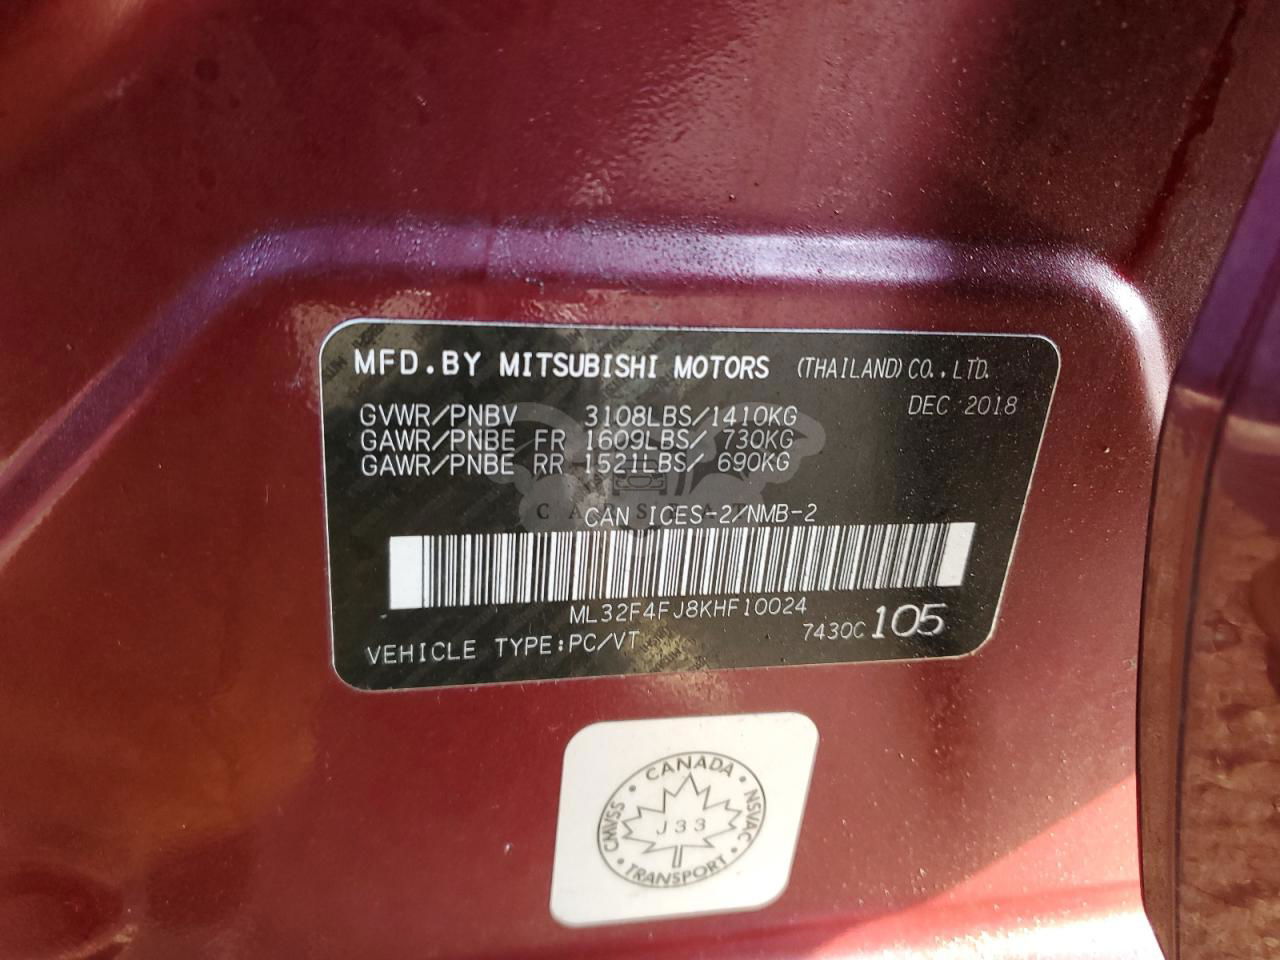 MFD.BY MITSUBISHI MOTORS (THAILAND) CO.,LTD.
DEC 2018
GVWR/PNBV 3108LBS/1410KG
GAWR/PNBE FR 1609LBS/ 730KG
GAWR/PNBE RR 1521LBS/ 690KG
CAN ICES-2/NMB-2
ML32F4FJ8KHF10024
7430C 105
VEHICLE TYPE:PC/VT
CANADA
CMVSS
J33
NSVAC
TRANSPORT